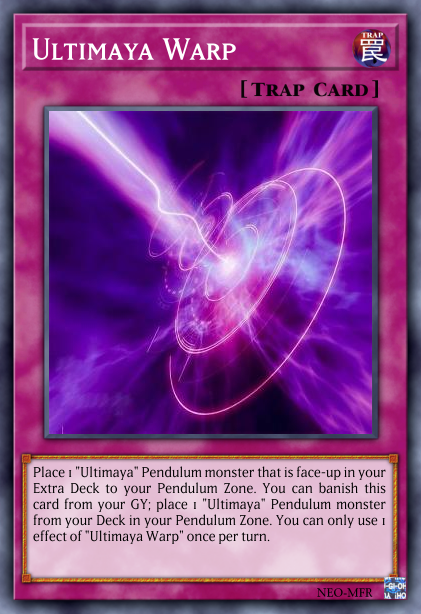 Ultimaya Warp
TRAP
罠
[Trap Card]
Place 1 "Ultimaya" Pendulum monster that is face-up in your
Extra Deck to your Pendulum Zone. You can banish this
card from your GY; place 1 "Ultimaya" Pendulum monster
from your Deck in your Pendulum Zone. You can only use 1
effect of "Ultimaya Warp" once per turn.
NEO-MFR